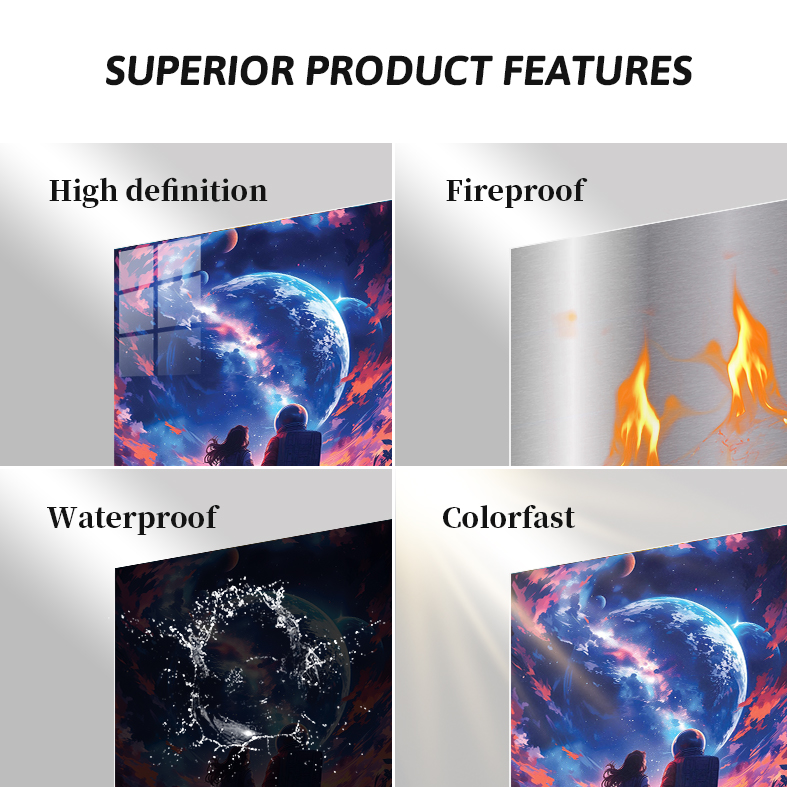 SUPERIOR PRODUCT FEATURES
High definition
Fireproof
Waterproof
Colorfast